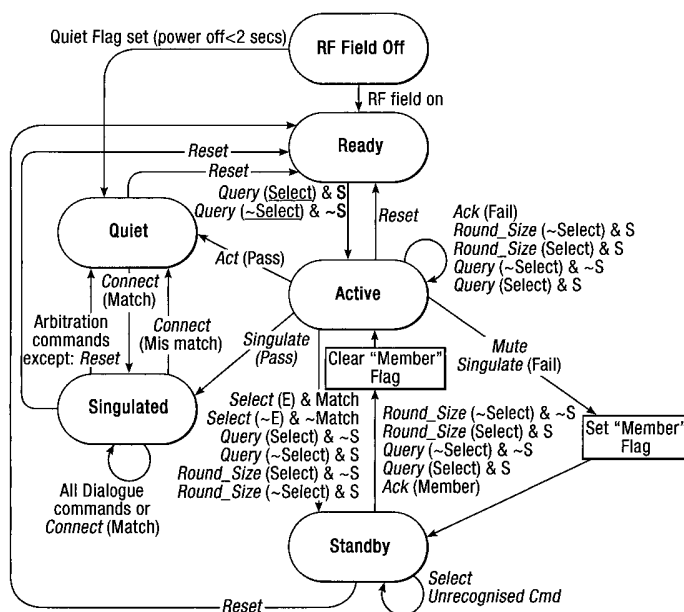 Quiet Flag set (power off<2 secs)
RF Field Off
RF field on
Reset
Ready
Reset
Query (Select) & S
Query (~Select) & ~S
Reset
Quiet
Act (Pass)
Ack (Fail)
Round_Size (~Select) & S
Round_Size (Select) & S
Query (~Select) & ~S
Query (Select) & S
Active
Connect
(Match)
Arbitration
commands
except: Reset
Connect
(Mis match)
Singulate
(Pass)
Clear “Member”
Flag
Mute
Singulate (Fail)
Singulated
Select (E) & Match
Select (~E) & ~Match
Query (Select) & ~S
Query (~Select) & S
Round_Size (Select) & ~S
Round_Size (~Select) & S
Round_Size (~Select) & ~S
Round_Size (Select) & S
Query (~Select) & ~S
Query (Select) & S
Ack (Member)
Set “Member”
Flag
All Dialogue
commands or
Connect (Match)
Standby
Reset
Select
Unrecognised Cmd